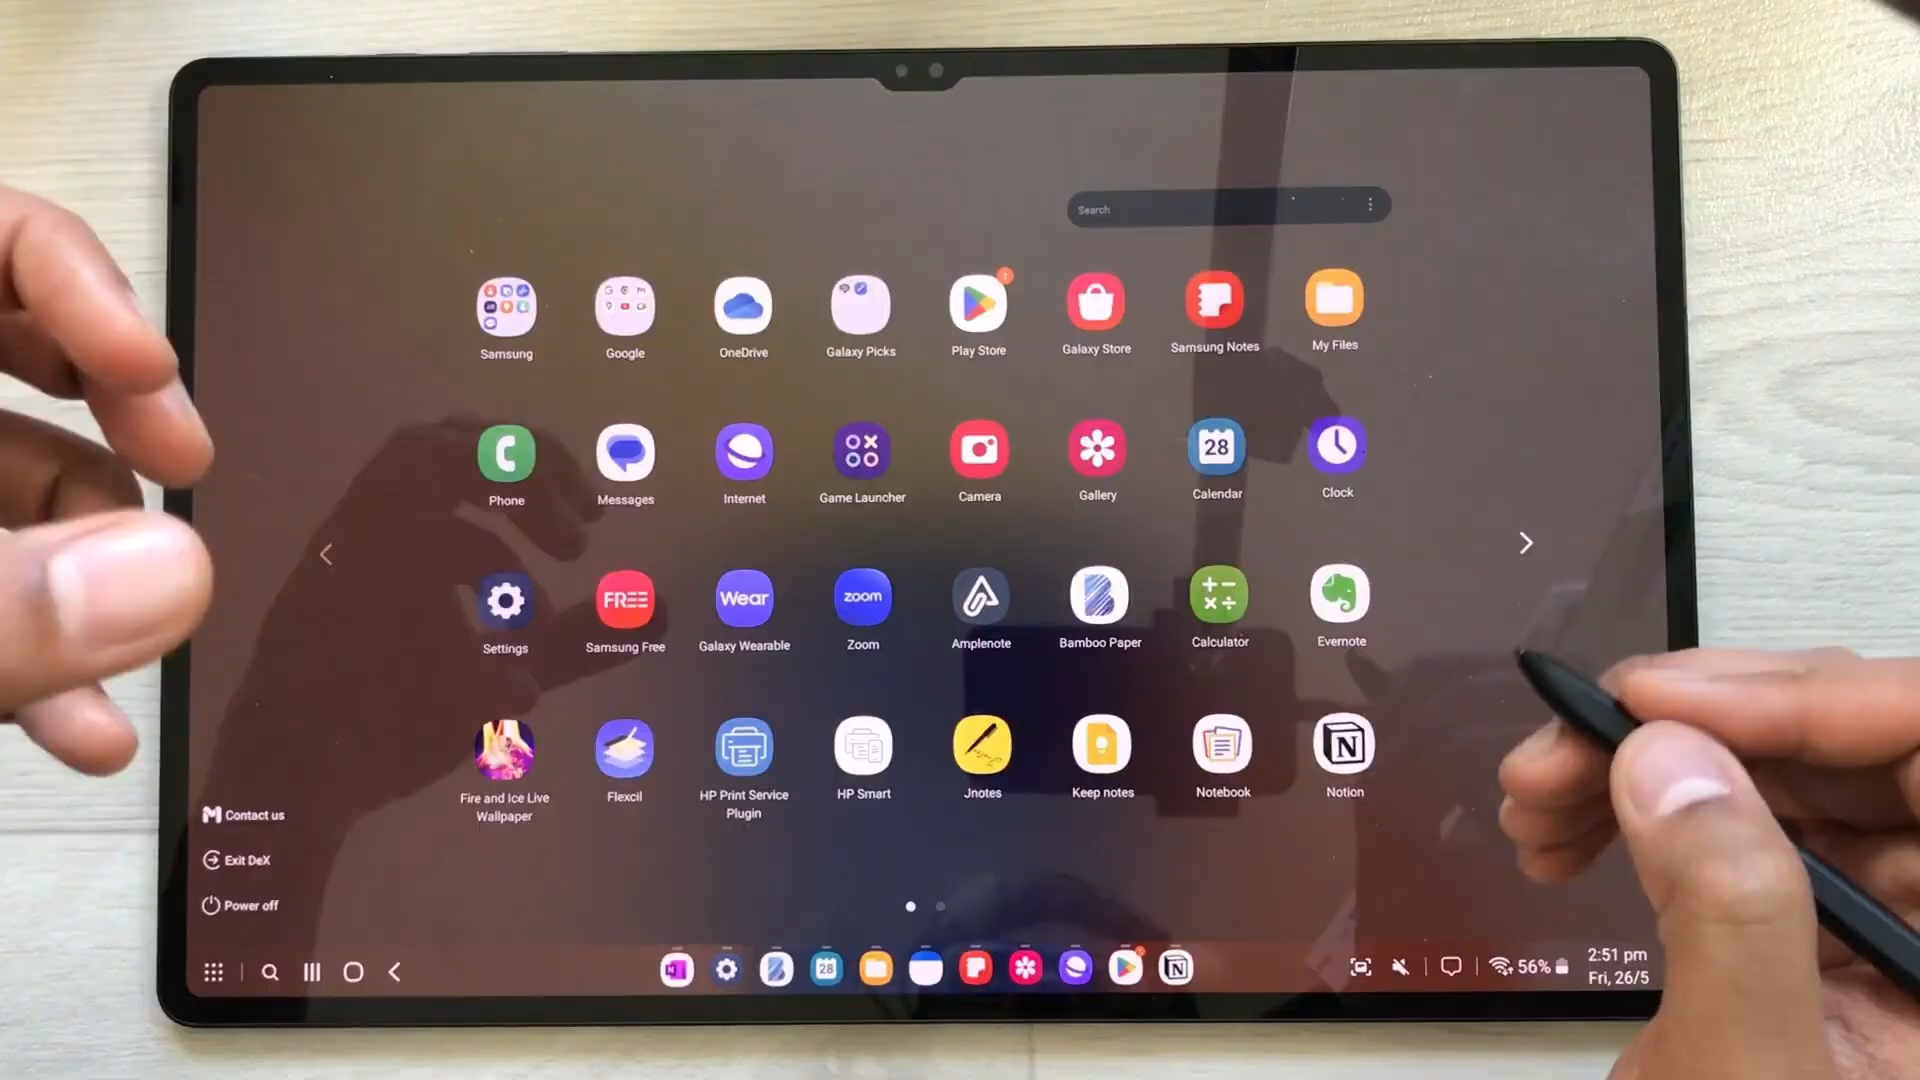 Search
Samsung
Google
OneDrive
Galaxy Picks
Play Store
Galaxy Store
Samsung Notes
My Files
28
Phone
Messages
Internet
Game Launcher
Camera
Gallery
Calendar
Clock
FREE
Wear
zoom
Settings
Samsung Free
Galaxy Wearable
Zoom
Amplenote
Bamboo Paper
Calculator
Evernote
Fire and Ice Live
Wallpaper
Flexcil
HP Print Service
Plugin
HP Smart
Jnotes
Keep notes
Notebook
Notion
Contact us
Exit DeX
Power off
28
56%
2:51 pm
Fri, 26/5